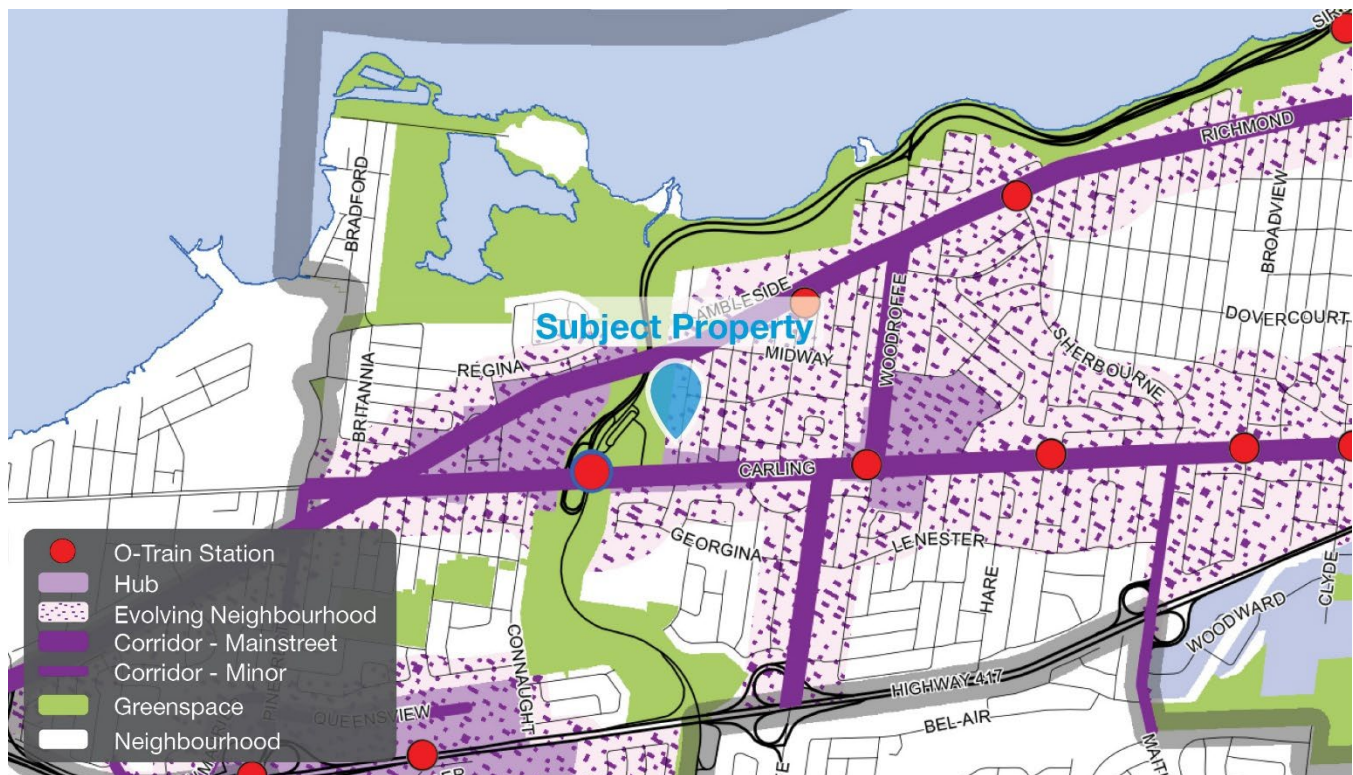 SIR
RICHMOND
BRADFORD
BROADVIEW
WOODROFFE
AMBLESIDE
DOVERCOURT
Subject Property
MIDWAY
SHERBOURNE
REGINA
BRITANNIA
CARLING
GEORGINA
LENESTER
HARE
CLYDE
WOODWARD
CONNAUGHT
HIGHWAY 417
BEL-AIR
QUEENSVIEW
O-Train Station
Hub
Evolving Neighbourhood
Corridor - Mainstreet
Corridor - Minor
Greenspace
Neighbourhood